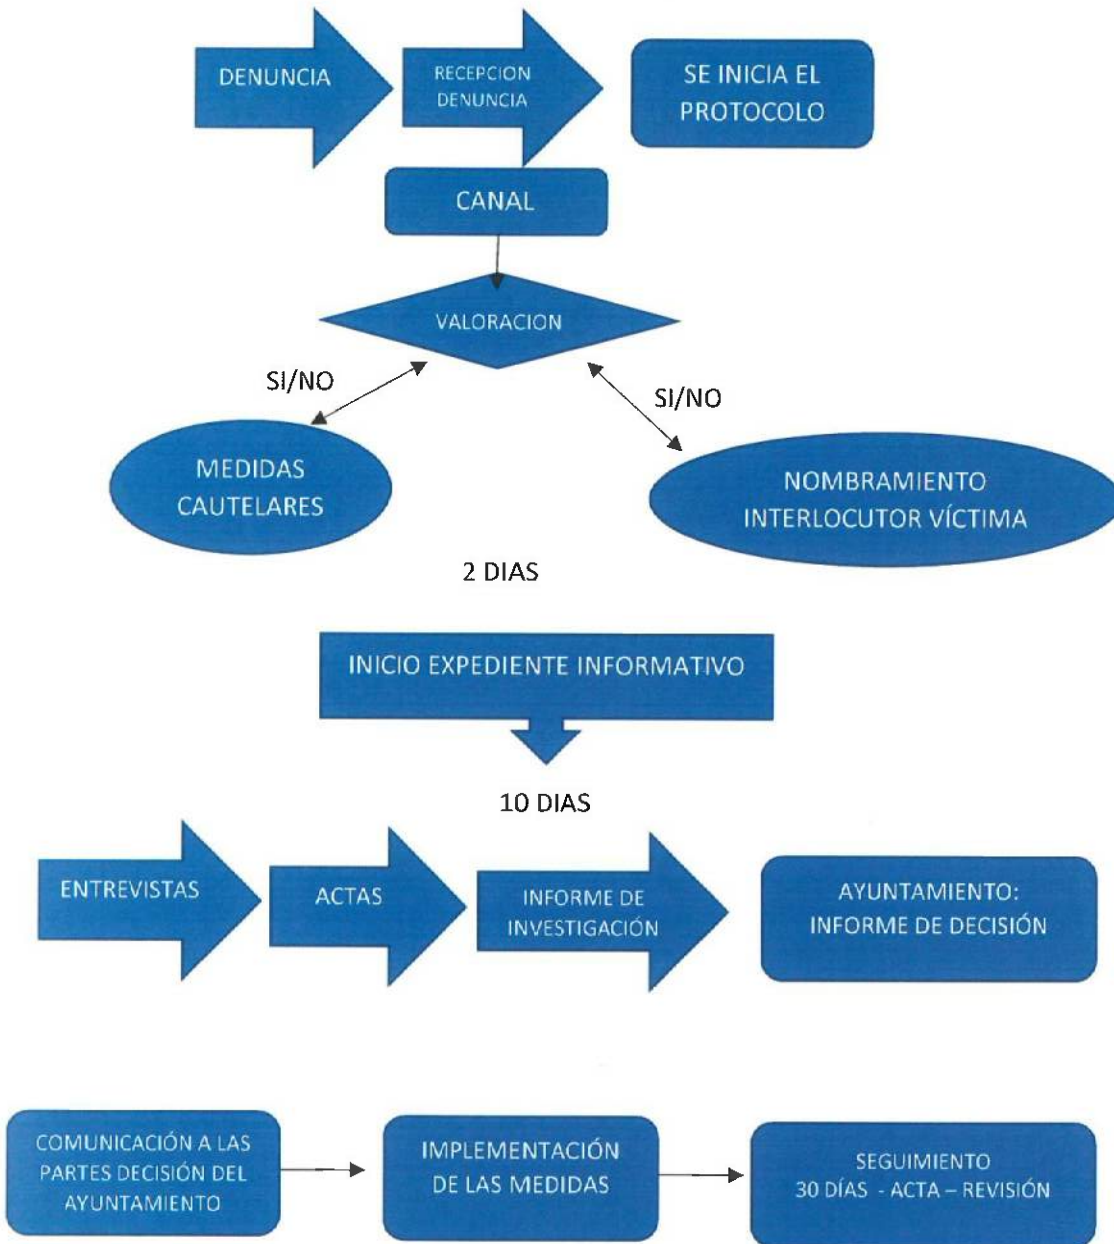 DENUNCIA
RECEPCION
DENUNCIA
SE INICIA EL
PROTOCOLO
CANAL
VALORACION
SI/NO
SI/NO
MEDIDAS
CAUTELARES
NOMBRAMIENTO
INTERLOCUTOR VÍCTIMA
2 DIAS
INICIO EXPEDIENTE INFORMATIVO
10 DIAS
ENTREVISTAS
ACTAS
INFORME DE
INVESTIGACIÓN
AYUNTAMIENTO:
INFORME DE DECISIÓN
COMUNICACIÓN A LAS
PARTES DECISIÓN DEL
AYUNTAMIENTO
IMPLEMENTACIÓN
DE LAS MEDIDAS
SEGUIMIENTO
30 DÍAS - ACTA – REVISIÓN